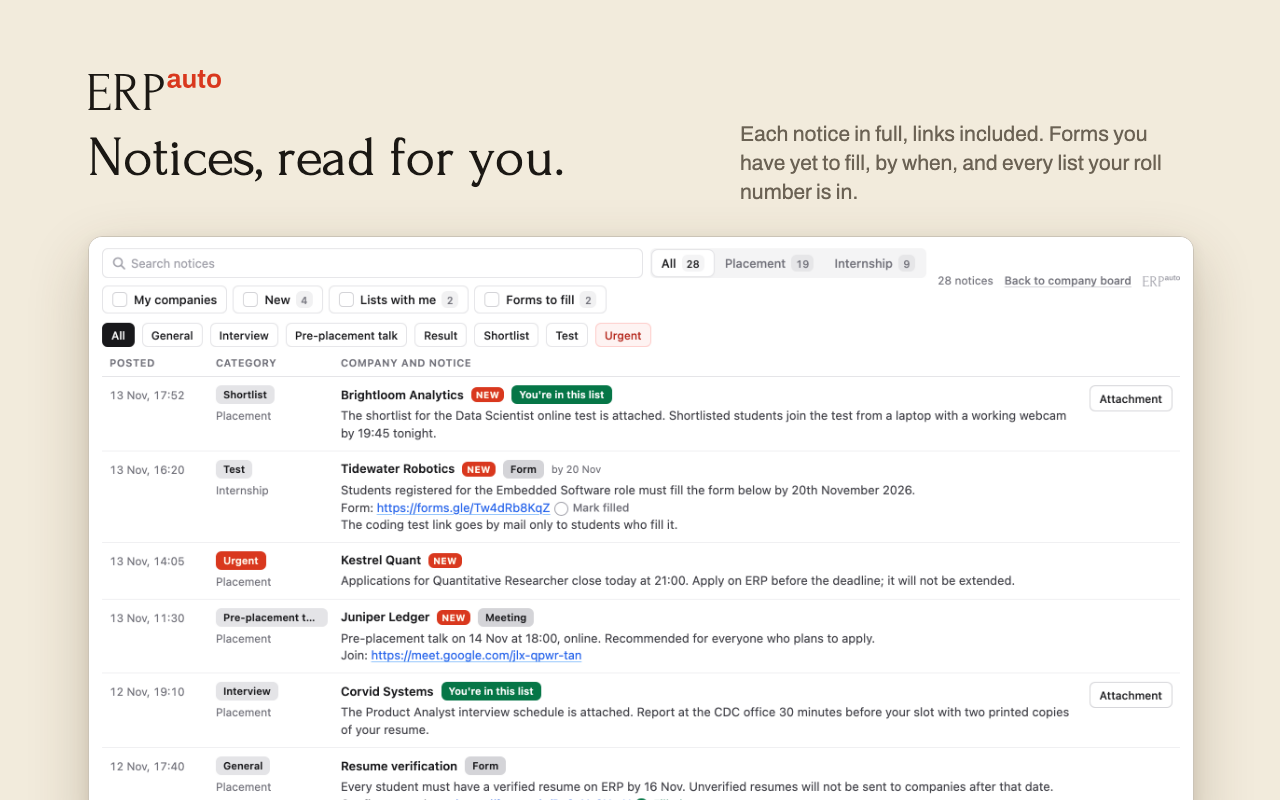 ERPauto
Notices, read for you.
Each notice in full, links included. Forms you
have yet to fill, by when, and every list your roll
number is in.
Search notices
All 28 Placement 19 Internship 9
28 notices Back to company board ERPauto
My companies New 4 Lists with me 2 Forms to fill 2
All General Interview Pre-placement talk Result Shortlist Test Urgent
POSTED CATEGORY COMPANY AND NOTICE
13 Nov, 17:52 Shortlist Brightloom Analytics NEW You're in this list Attachment
Placement The shortlist for the Data Scientist online test is attached. Shortlisted students join the test from a laptop with a working webcam
by 19:45 tonight.
13 Nov, 16:20 Test Tidewater Robotics NEW Form by 20 Nov
Internship Students registered for the Embedded Software role must fill the form below by 20th November 2026.
Form: https://forms.gle/Tw4dRb8KqZ Mark filled
The coding test link goes by mail only to students who fill it.
13 Nov, 14:05 Urgent Kestrel Quant NEW
Placement Applications for Quantitative Researcher close today at 21:00. Apply on ERP before the deadline; it will not be extended.
13 Nov, 11:30 Pre-placement t... Juniper Ledger NEW Meeting
Placement Pre-placement talk on 14 Nov at 18:00, online. Recommended for everyone who plans to apply.
Join: https://meet.google.com/jlx-qpwr-tan
12 Nov, 19:10 Interview Corvid Systems You're in this list Attachment
Placement The Product Analyst interview schedule is attached. Report at the CDC office 30 minutes before your slot with two printed copies
of your resume.
12 Nov, 17:40 General Resume verification Form
Placement Every student must have a verified resume on ERP by 16 Nov. Unverified resumes will not be sent to companies after that date.